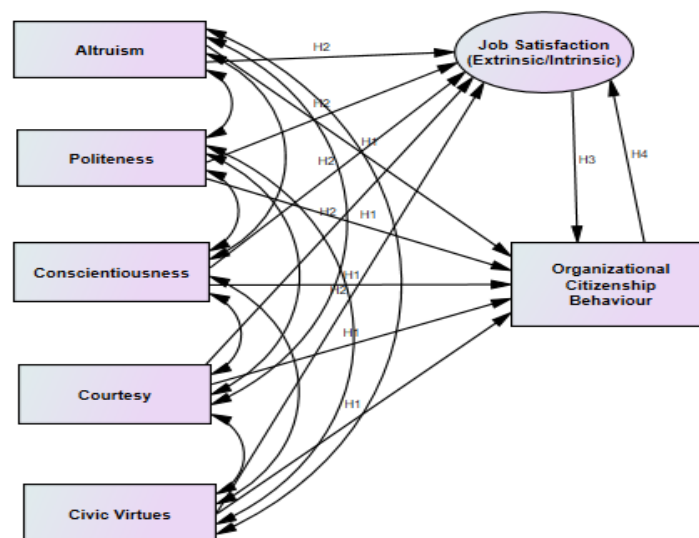 Altruism
Job Satisfaction
(Extrinsic/Intrinsic)
H2
H2
H1
Politeness
H2
H3
H4
H2
H1
Conscientiousness
Organizational
Citizenship
Behaviour
H1
H2
H1
Courtesy
H1
Civic Virtues